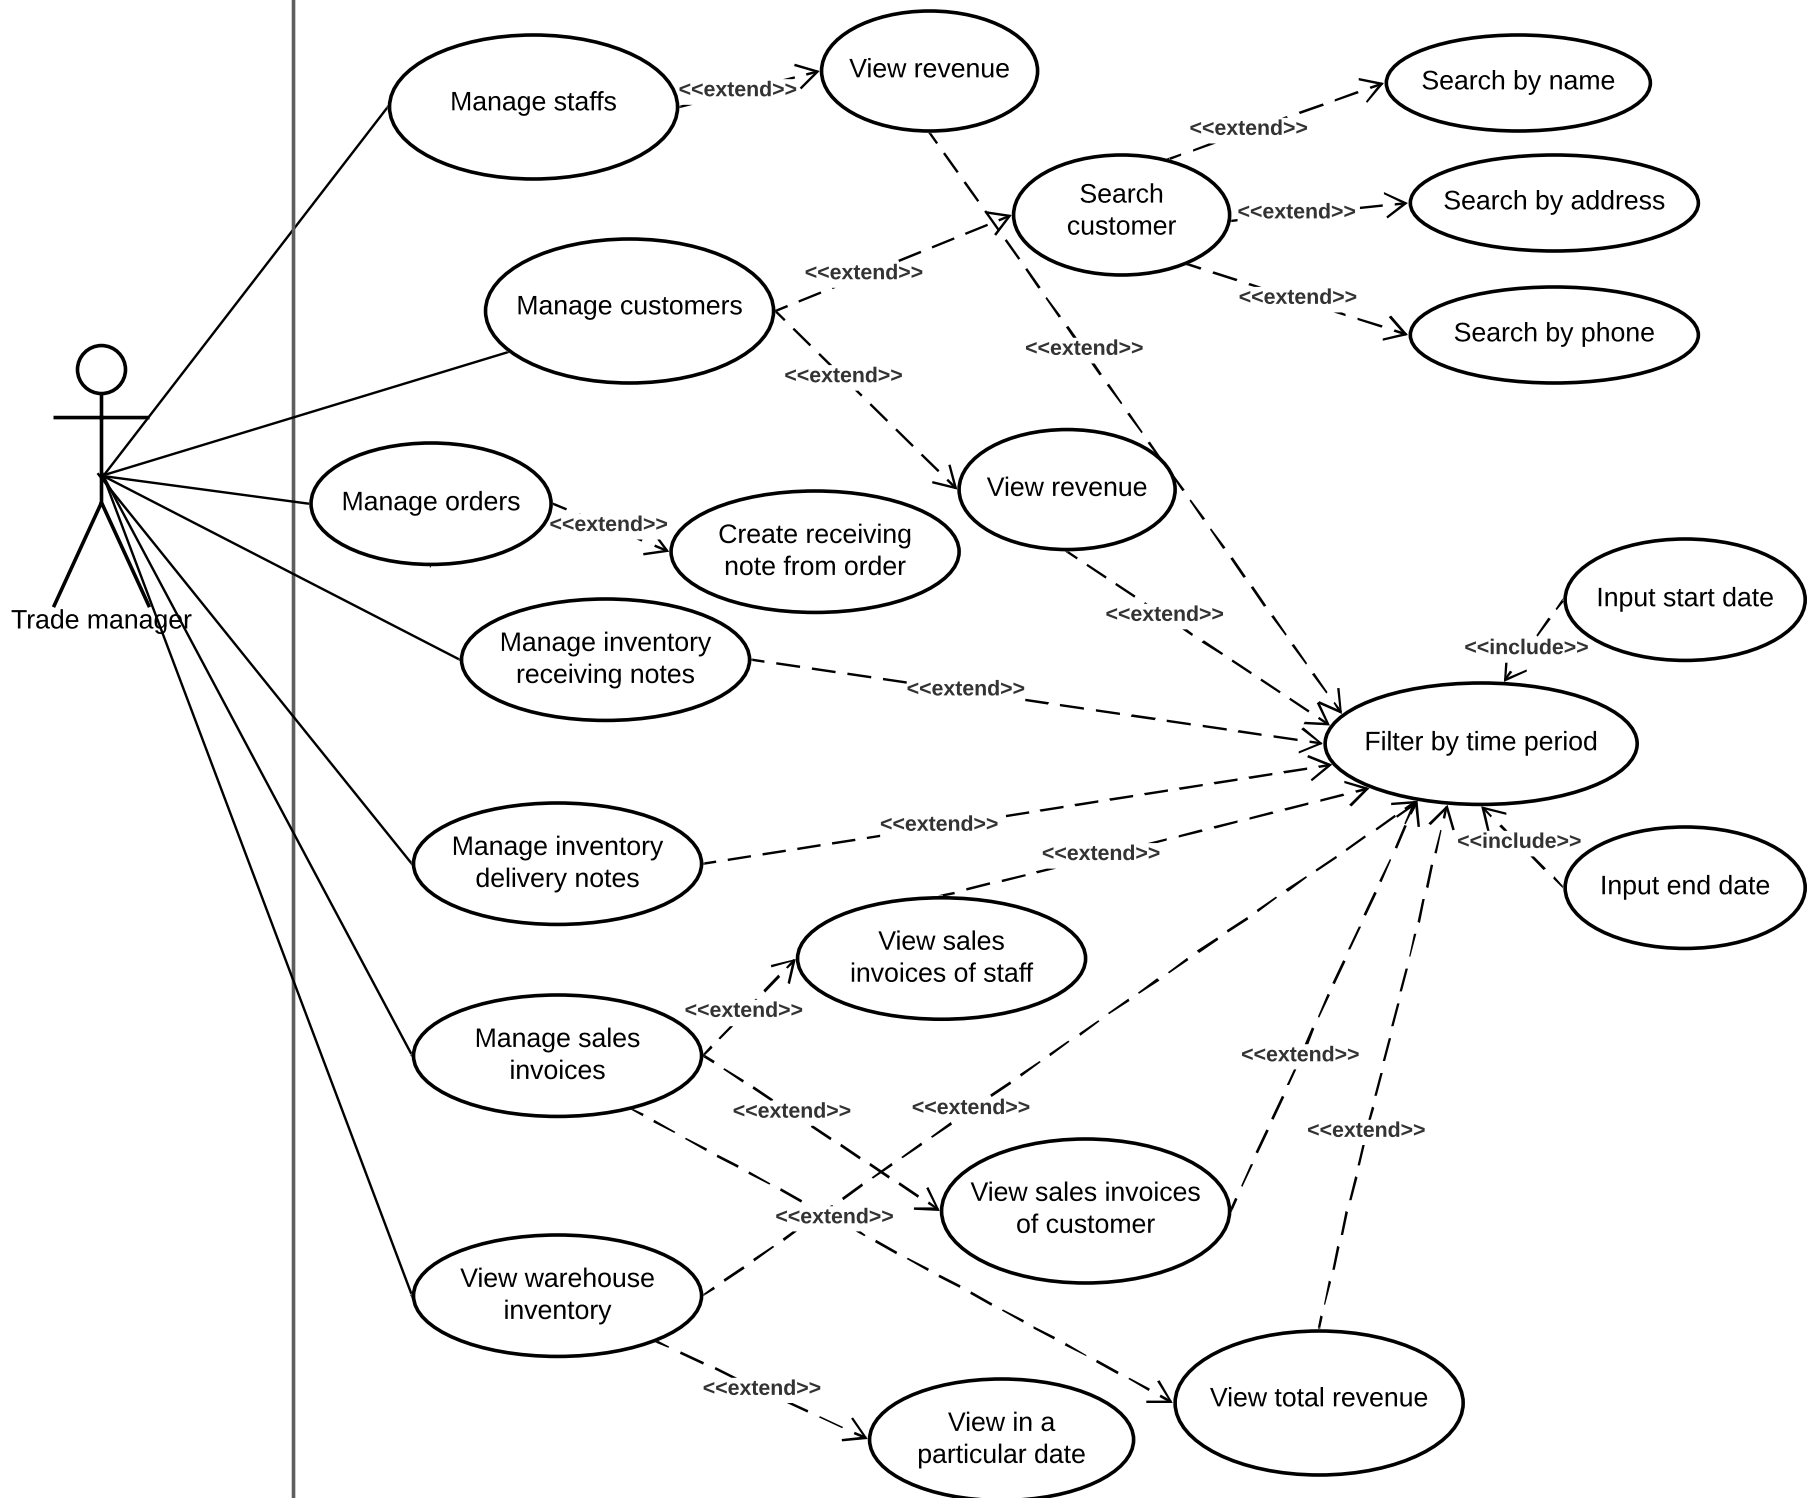 View revenue
Manage staffs
<<extend>>
Search by name
<<extend>>
Search
customer
Search by address
<<extend>>
<<extend>>
Manage customers
<<extend>>
Search by phone
<<extend>>
<<extend>>
View revenue
Manage orders
<<extend>>
Create receiving
note from order
Trade manager
<<extend>>
Input start date
Manage inventory
receiving notes
<<include>>
<<extend>>
Filter by time period
<<extend>>
Manage inventory
delivery notes
<<extend>>
<<include>>
Input end date
View sales
invoices of staff
<<extend>>
Manage sales
invoices
<<extend>>
<<extend>>
<<extend>>
<<extend>>
View sales invoices
of customer
<<extend>>
View warehouse
inventory
<<extend>>
View total revenue
View in a
particular date